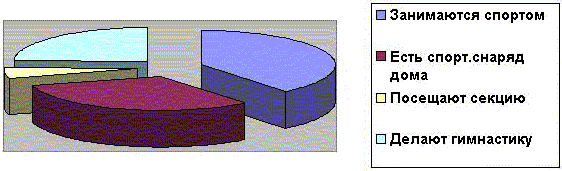 Занимаются спортом
Есть спорт.снаряд
дома
Посещают секцию
Делают гимнастику